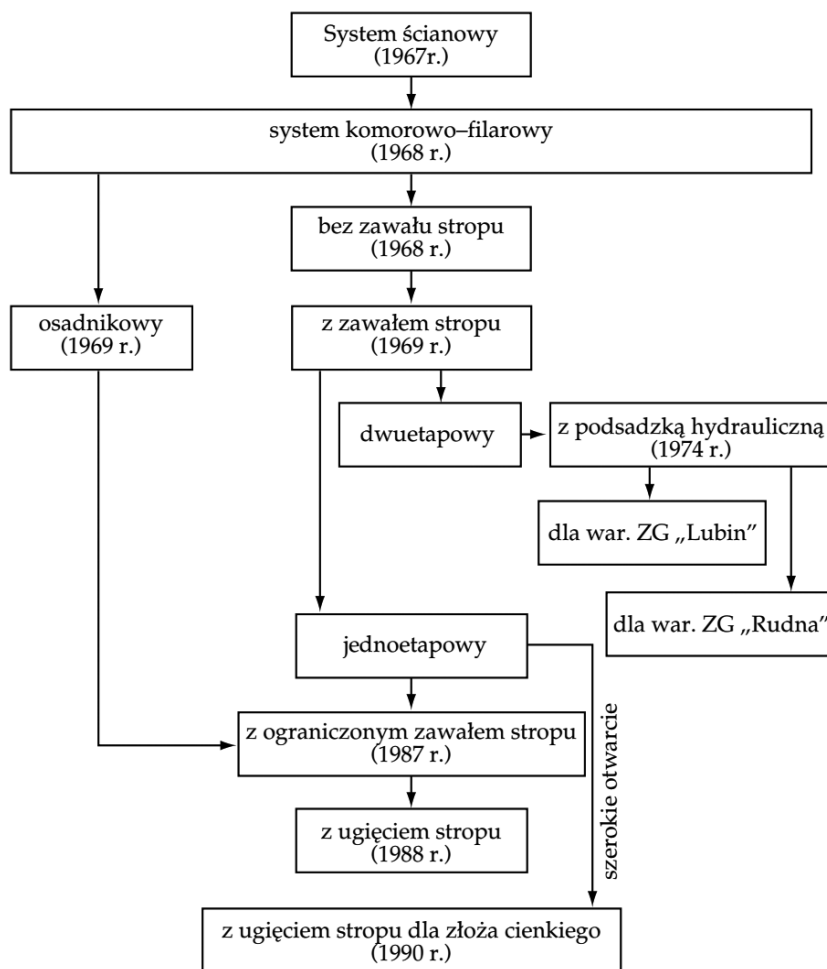 System ścianowy
(1967r.)
system komorowo–filarowy
(1968 r.)
bez zawału stropu
(1968 r.)
osadnikowy
(1969 r.)
z zawałem stropu
(1969 r.)
dwuetapowy
z podsadzką hydrauliczną
(1974 r.)
dla war. ZG „Lubin”
dla war. ZG „Rudna”
jednoetapowy
szerokie otwarcie
z ograniczonym zawałem stropu
(1987 r.)
z ugięciem stropu
(1988 r.)
z ugięciem stropu dla złoża cienkiego
(1990 r.)